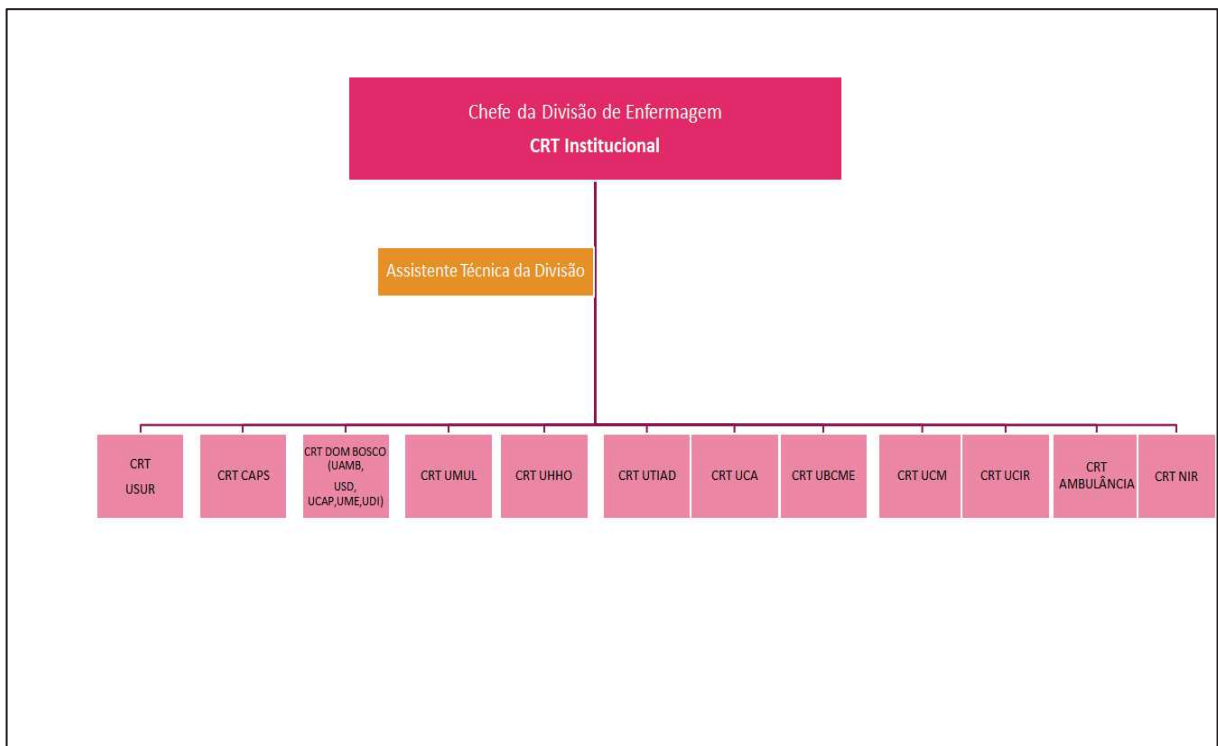 Chefe da Divisão de Enfermagem
CRT Institucional
Assistente Técnica da Divisão
CRT
USUR
CRT CAPS
CRT DOM BOSCO
(UAMB,
USD,
UCAP,UME,UDI)
CRT UMUL
CRT UHHO
CRT UTIAD
CRT UCA
CRT UBCME
CRT UCM
CRT UCIR
CRT
AMBULÂNCIA
CRT NIR